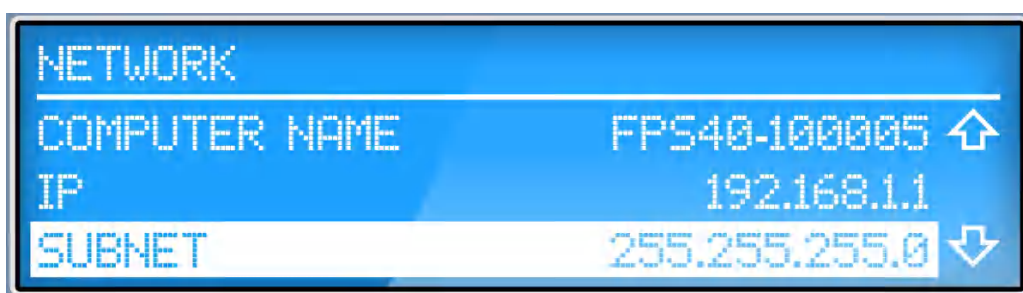 NETWORK
COMPUTER NAME FPS40-100005
IP 192.168.1.1
SUBNET 255.255.255.0